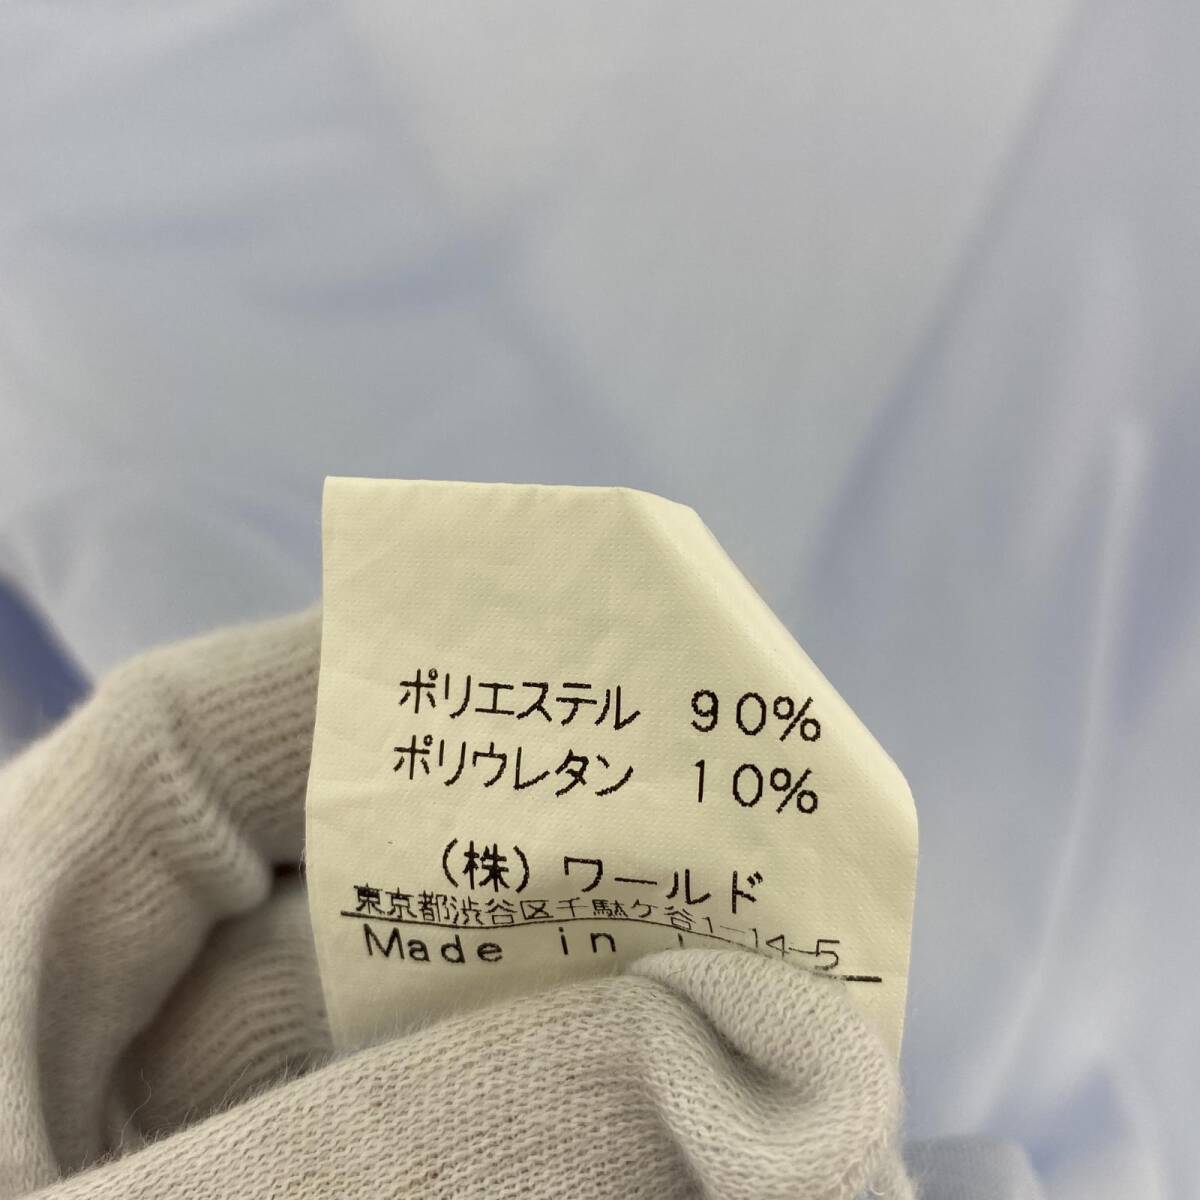 ポリエステル 90%
ポリウレタン 10%
(株)ワールド
東京都渋谷区千駄ケ谷1-14-5
Made in